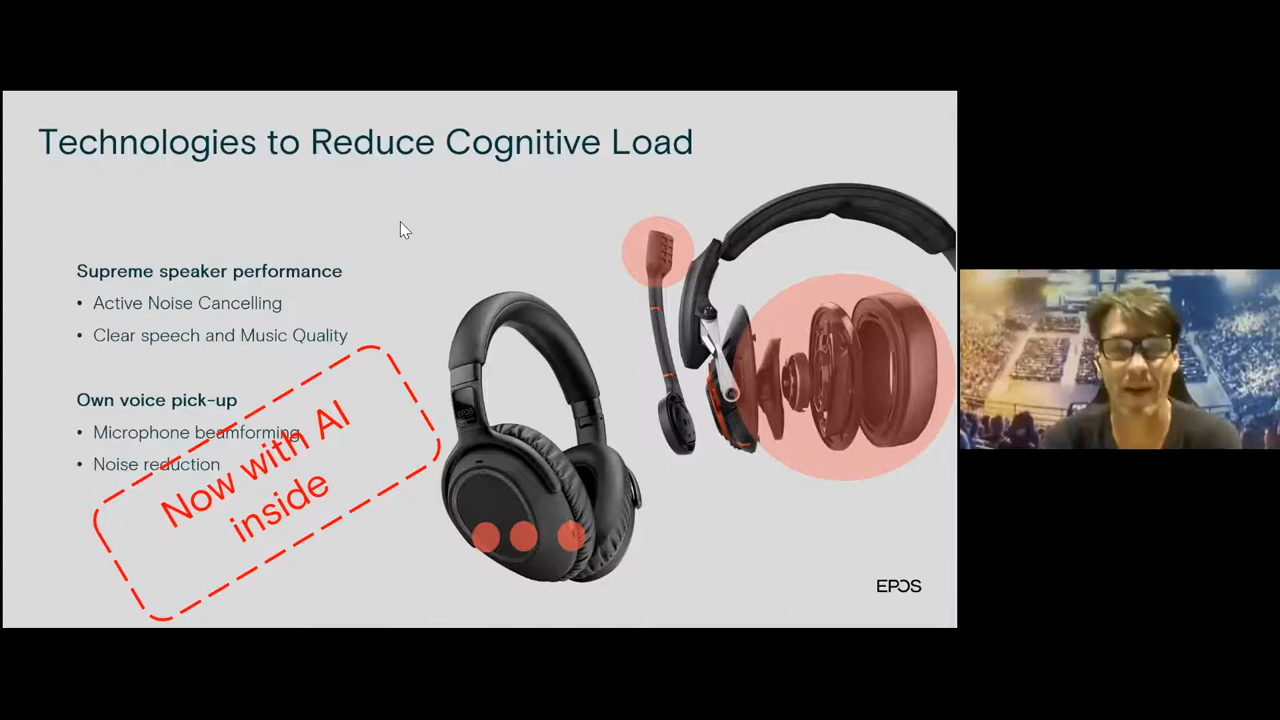 Technologies to Reduce Cognitive Load
Supreme speaker performance
• Active Noise Cancelling
• Clear speech and Music Quality
Own voice pick-up
• Microphone beamforming
• Noise reduction
Now with AI
inside
EPOS
EPOS